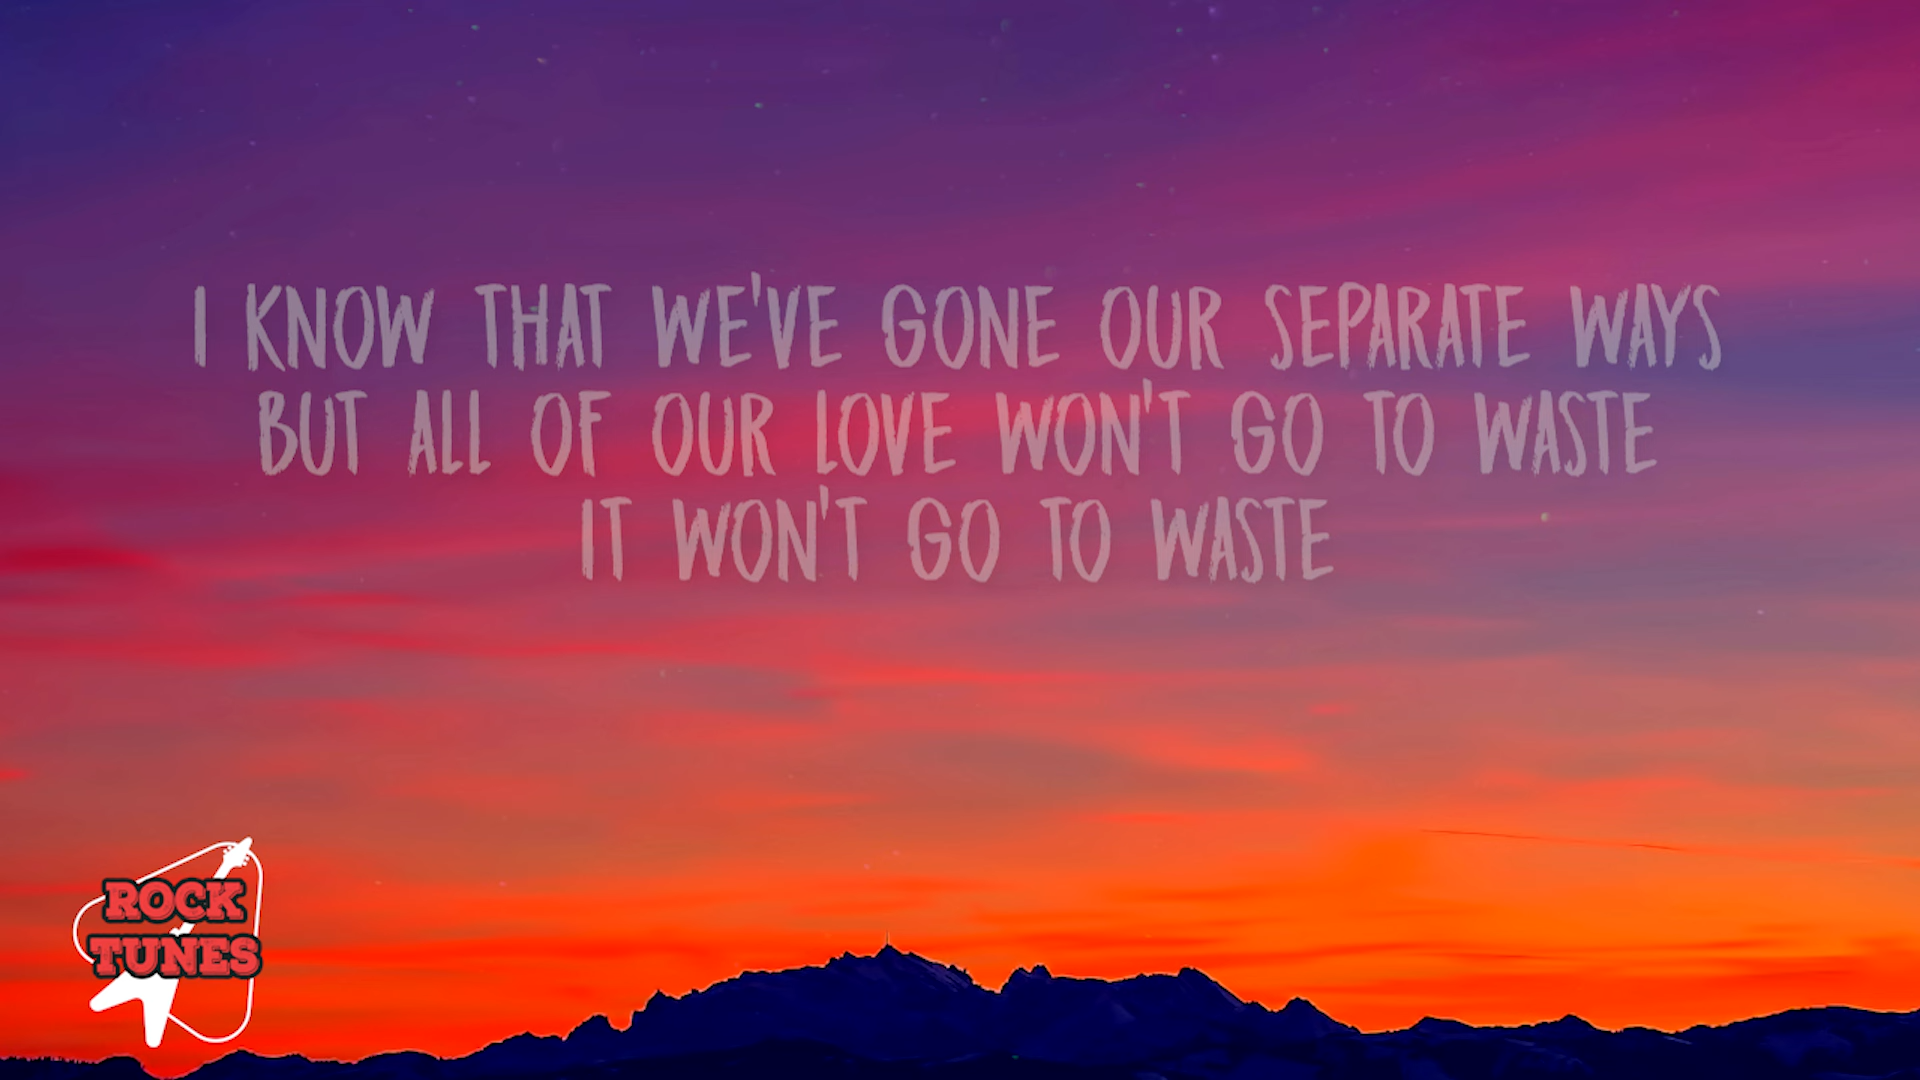 I KNOW THAT WE'VE GONE OUR SEPARATE WAYS
BUT ALL OF OUR LOVE WON'T GO TO WASTE
IT WON'T GO TO WASTE
ROCK
TUNES